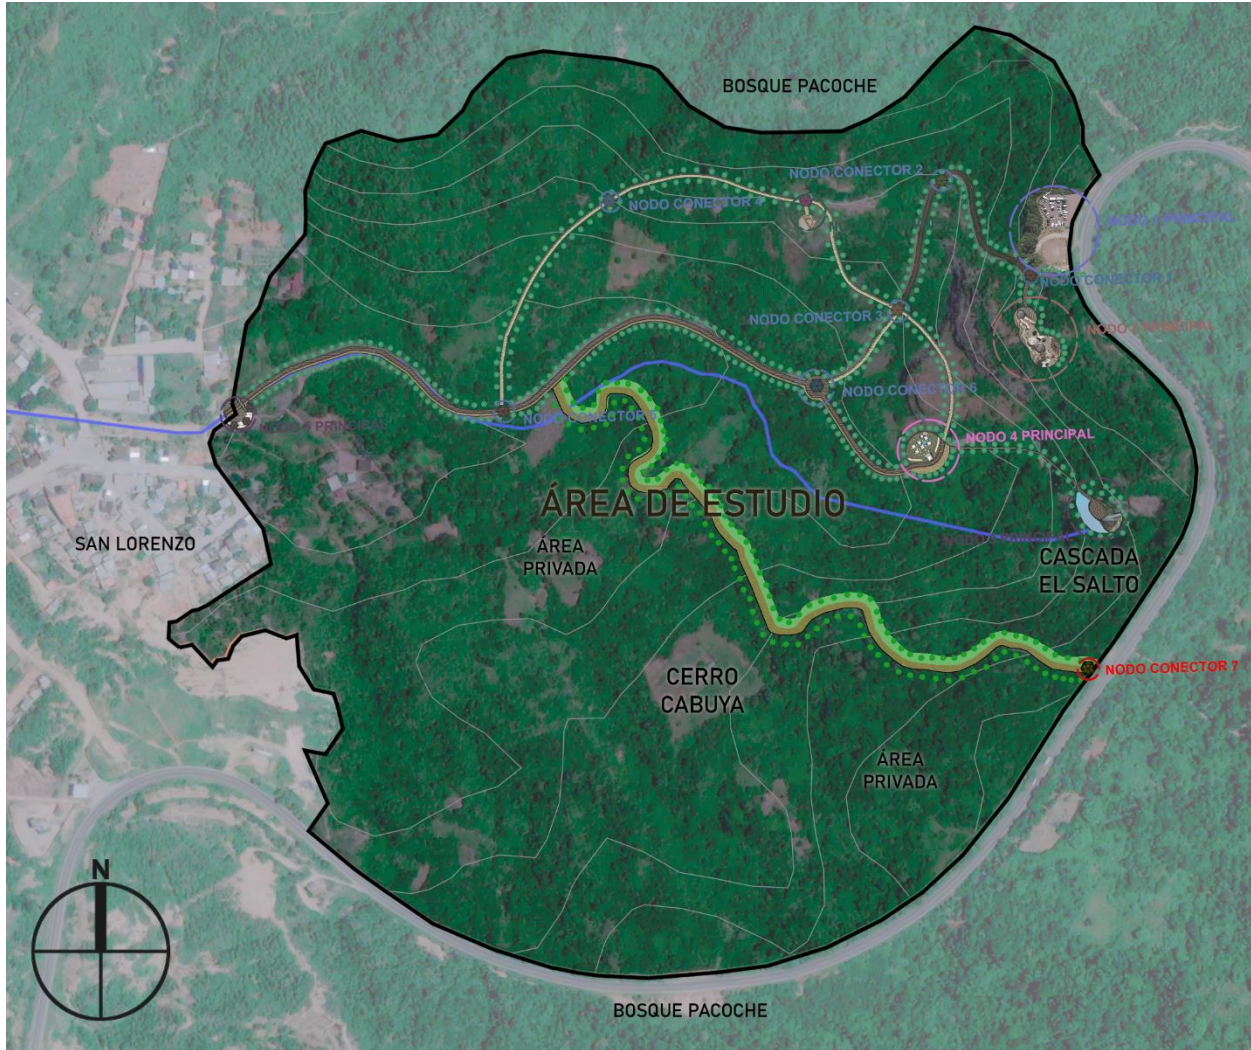 BOSQUE PACOCHE
NODO CONECTOR 2
NODO CONECTOR 4
NODO 1 PRINCIPAL
NODO CONECTOR 1
NODO CONECTOR 3
NODO 2 PRINCIPAL
NODO CONECTOR 6
NODO CONECTOR 5
PRINCIPAL
NODO 4 PRINCIPAL
ÁREA DE ESTUDIO
SAN LORENZO
ÁREA
PRIVADA
CASCADA
EL SALTO
CERRO
CABUYA
NODO CONECTOR 7
ÁREA
PRIVADA
N
BOSQUE PACOCHE